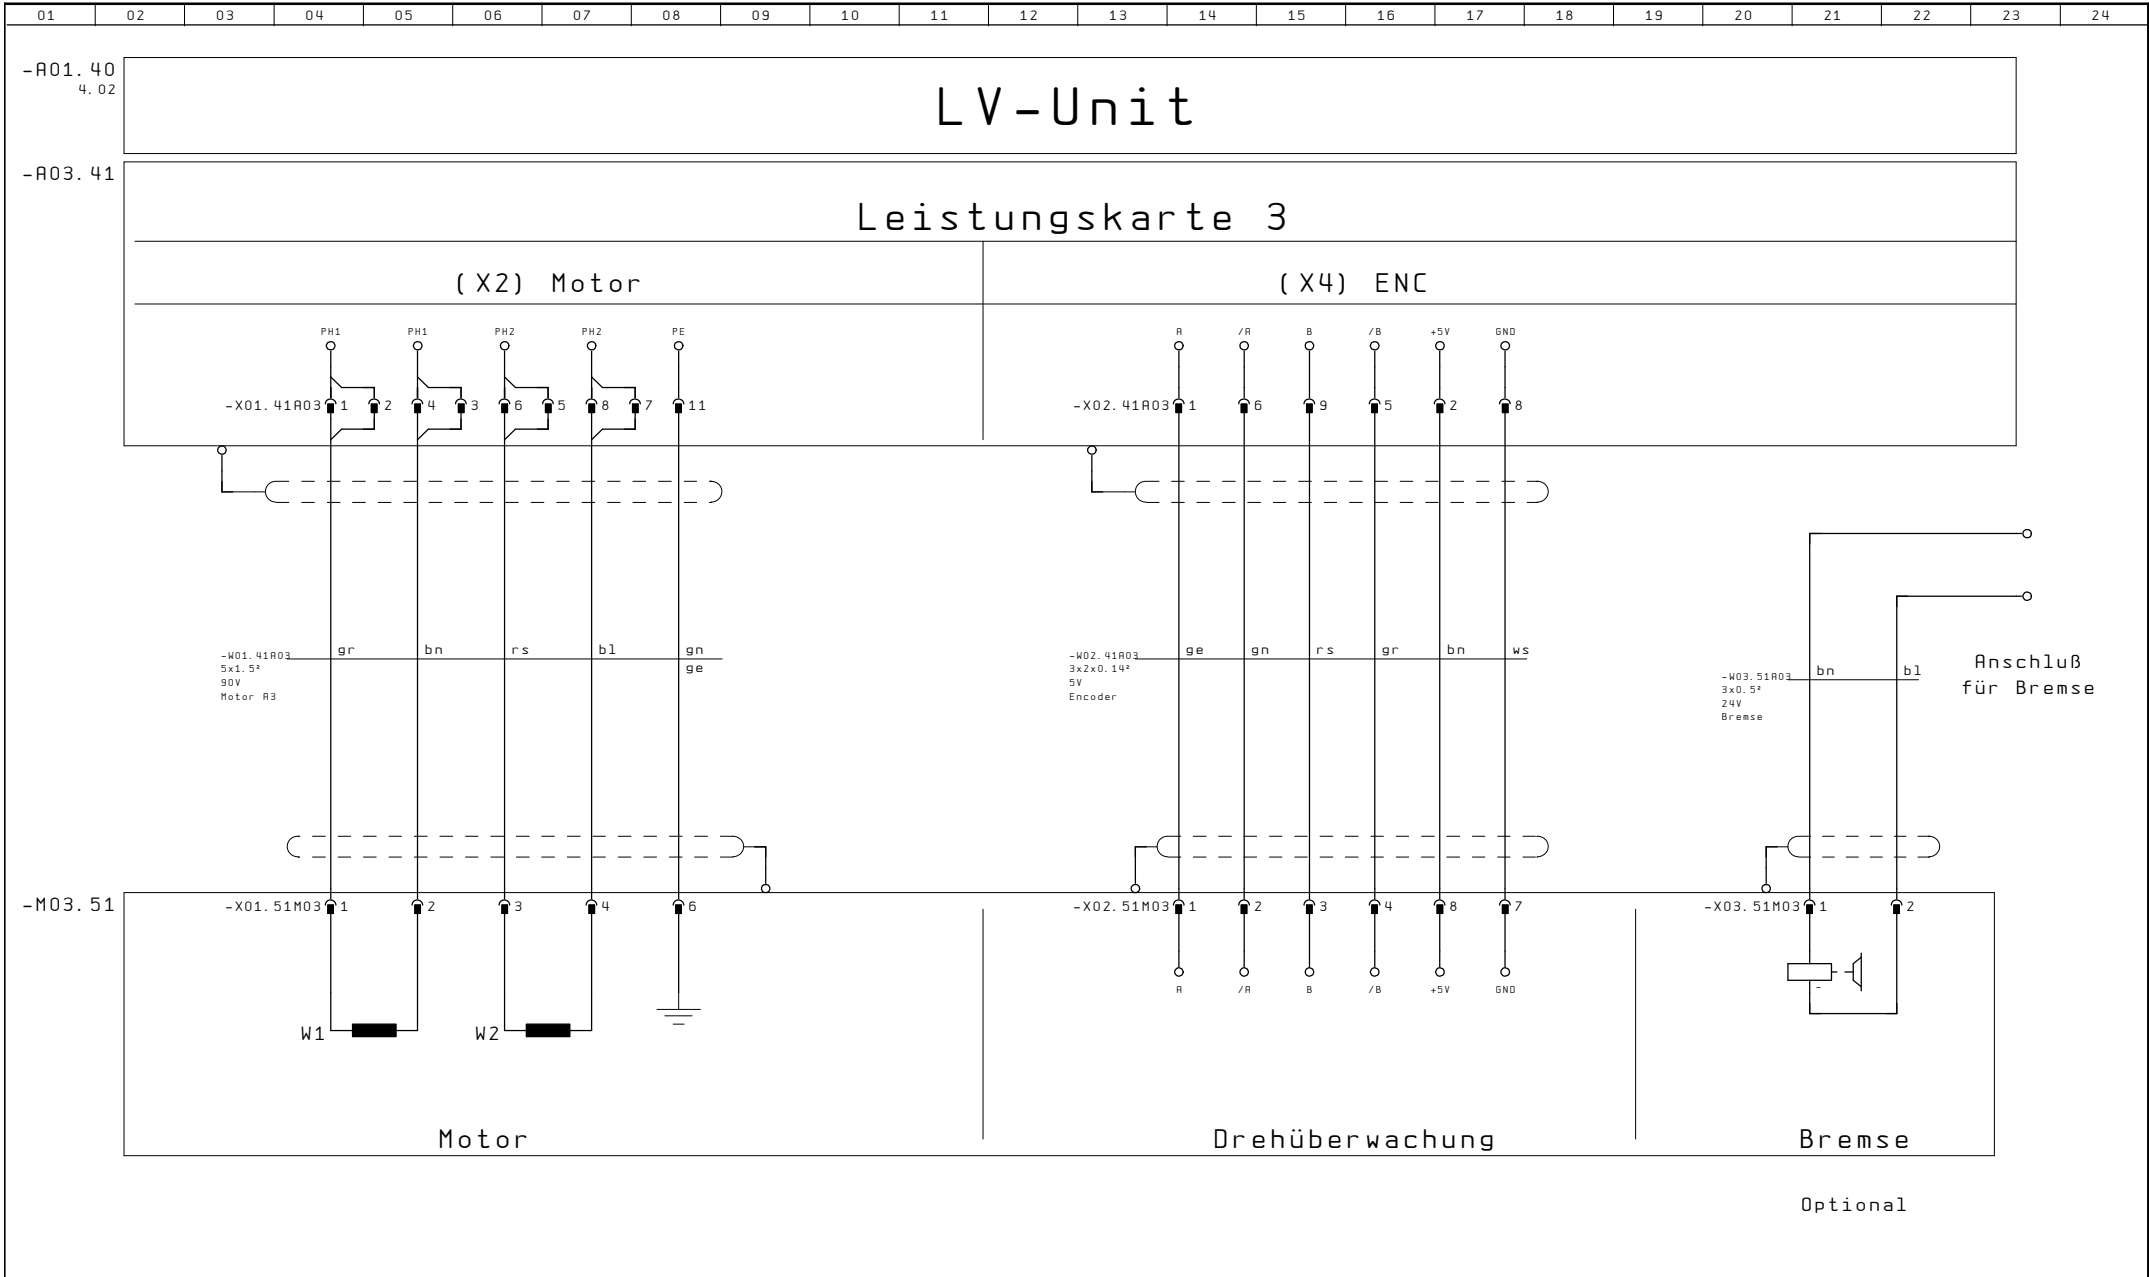 01 02 03 04 05 06 07 08 09 10 11 12 13 14 15 16 17 18 19 20 21 22 23 24
-A01.40
4.02
LV-Unit
-A03.41
Leistungskarte 3
(X2) Motor (X4) ENC
PH1 PH1 PH2 PH2 PE A /A B /B +5V GND
-X01.41A03 1 2 4 3 6 5 8 7 11 -X02.41A03 1 6 9 5 2 8
gr bn rs bl gn
ge
-W01.41A03
5x1.5²
90V
Motor A3
ge gn rs gr bn ws
-W02.41A03
3x2x0.14²
5V
Encoder
bn bl
-W03.51A03
3x0.5²
24V
Bremse
Anschluß
für Bremse
-M03.51
-X01.51M03 1 2 3 4 6 -X02.51M03 1 2 3 4 8 7 -X03.51M03 1 2
A /A B /B +5V GND
W1 W2
Motor Drehüberwachung Bremse
Optional